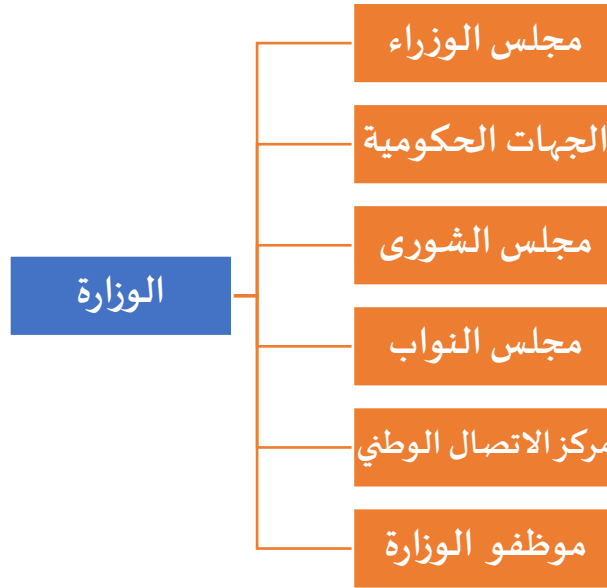 مجلس الوزراء
الجهات الحكومية
مجلس الشورى
الوزارة
مجلس النواب
مركز الاتصال الوطني
موظفو الوزارة